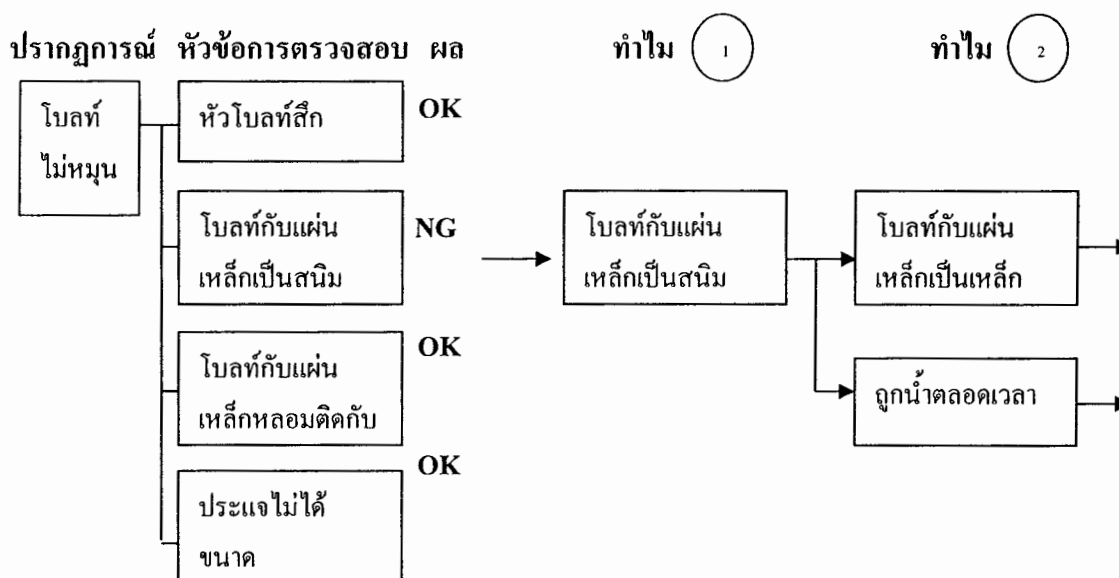 ปรากฏการณ์ หัวข้อการตรวจสอบ ผล ทำไม 1 ทำไม 2
โบลท์
ไม่หมุน
หัวโบลท์สึก
OK
โบลท์กับแผ่น
เหล็กเป็นสนิม
NG
โบลท์กับแผ่น
เหล็กเป็นสนิม
โบลท์กับแผ่น
เหล็กเป็นเหล็ก
โบลท์กับแผ่น
เหล็กหลอมติดกับ
OK
ถูกน้ำตลอดเวลา
ประแจไม่ได้
ขนาด
OK